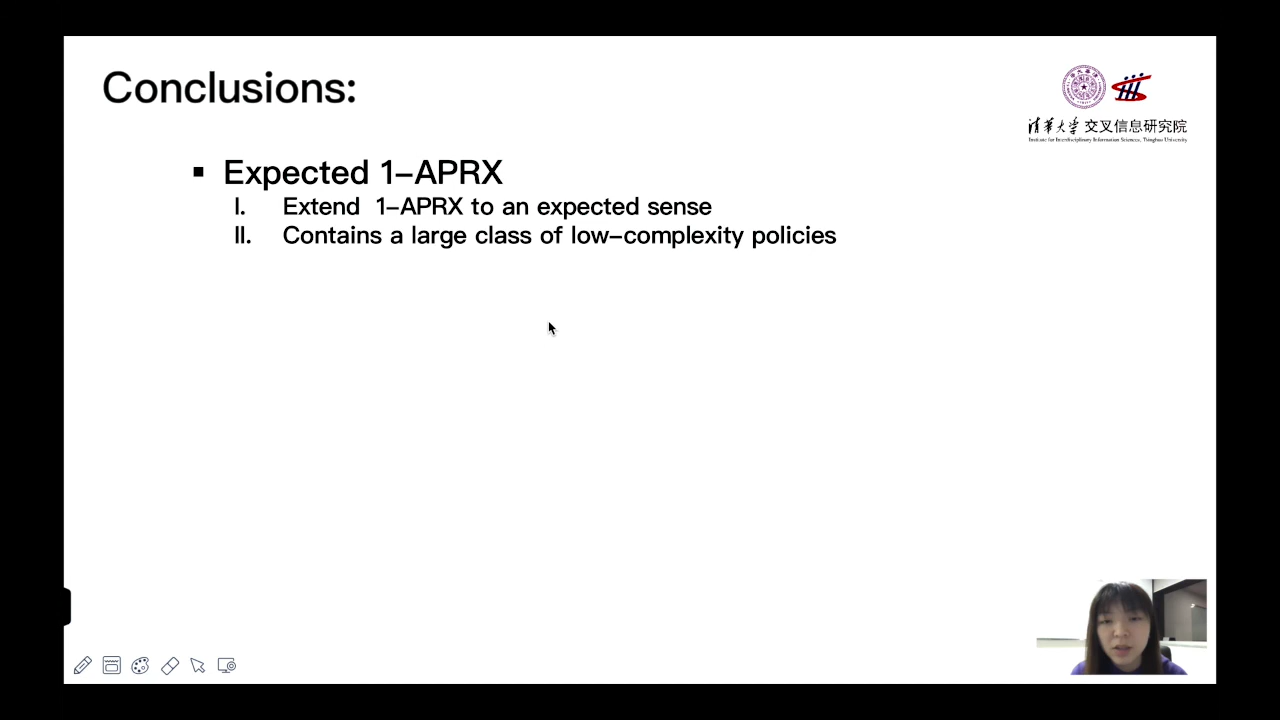 Conclusions:
清华大学 交叉信息研究院
Institute for Interdisciplinary Information Sciences, Tsinghua University
▪ Expected 1-APRX
I. Extend 1-APRX to an expected sense
II. Contains a large class of low-complexity policies